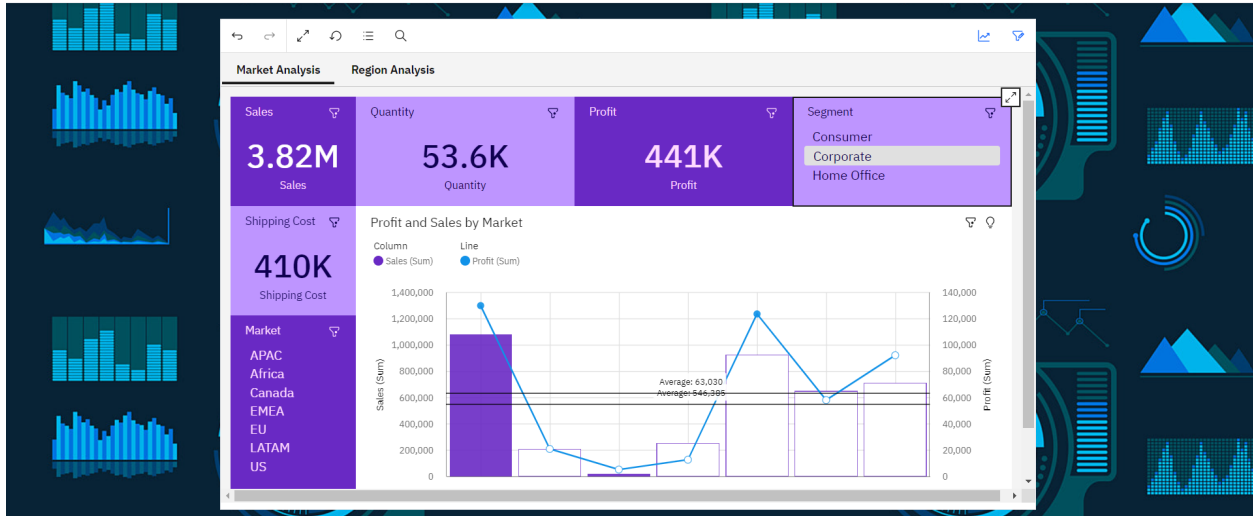 Market Analysis Region Analysis
Sales
3.82M
Sales
Quantity
53.6K
Quantity
Profit
441K
Profit
Segment
Consumer
Corporate
Home Office
Shipping Cost
410K
Shipping Cost
Market
APAC
Africa
Canada
EMEA
EU
LATAM
US
Profit and Sales by Market
Column Line
Sales (Sum) Profit (Sum)
Sales (Sum)
1,400,000
1,200,000
1,000,000
800,000
600,000
400,000
200,000
0
Average: 63,030
Average: 546,385
140,000
120,000
100,000
80,000
60,000
40,000
20,000
0
Profit (Sum)